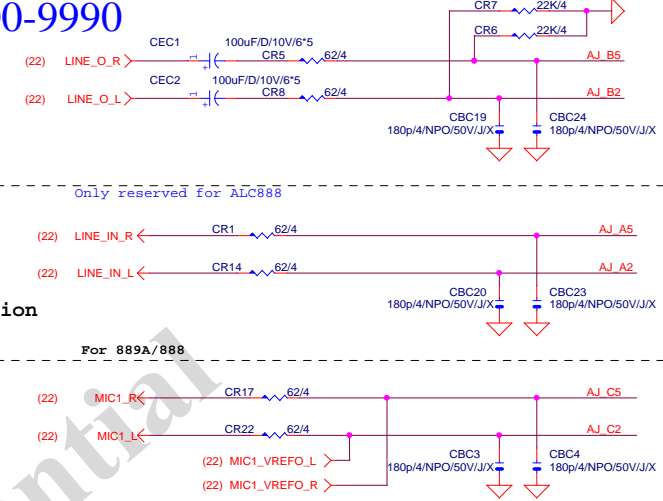 00-9990
CR7 22K/4
CR6 22K/4
CEC1 100uF/D/10V/6*5
(22) LINE_O_R 1 + CR5 62/4 AJ_B5
CEC2 100uF/D/10V/6*5
(22) LINE_O_L 1 + CR8 62/4 AJ_B2
CBC19 CBC24
180p/4/NPO/50V/J/X 180p/4/NPO/50V/J/X
Only reserved for ALC888
(22) LINE_IN_R CR1 62/4 AJ_A5
(22) LINE_IN_L CR14 62/4 AJ_A2
CBC20 CBC23
180p/4/NPO/50V/J/X 180p/4/NPO/50V/J/X
ion
For 889A/888
(22) MIC1_R CR17 62/4 AJ_C5
(22) MIC1_L CR22 62/4 AJ_C2
(22) MIC1_VREFO_L CBC3 CBC4
180p/4/NPO/50V/J/X 180p/4/NPO/50V/J/X
(22) MIC1_VREFO_R
ential